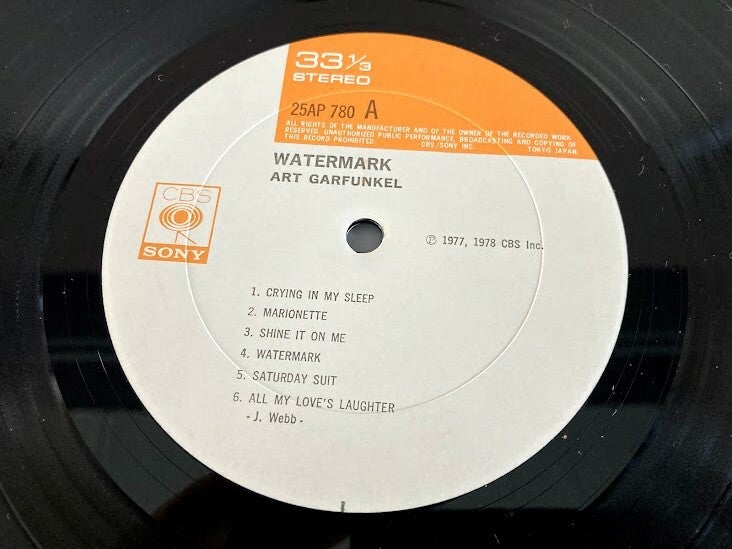 33 1/3
STEREO
25AP 780 A
ALL RIGHTS OF THE MANUFACTURER AND OF THE OWNER OF THE RECORDED WORK
RESERVED. UNAUTHORIZED PUBLIC PERFORMANCE, BROADCASTING AND COPYING OF
THIS RECORD PROHIBITED. CBS/SONY INC. TOKYO JAPAN
WATERMARK
ART GARFUNKEL
CBS
SONY
℗ 1977, 1978 CBS Inc.
1. CRYING IN MY SLEEP
2. MARIONETTE
3. SHINE IT ON ME
4. WATERMARK
5. SATURDAY SUIT
6. ALL MY LOVE'S LAUGHTER
- J. Webb -